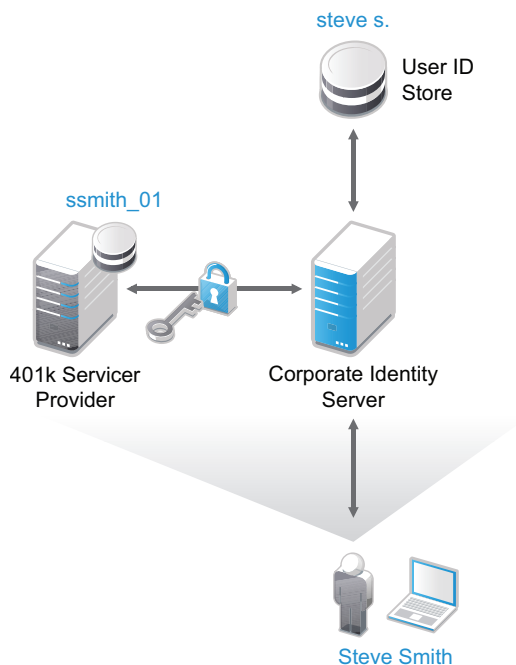 steve s.
User ID
Store
ssmith_01
401k Servicer
Provider
Corporate Identity
Server
Steve Smith